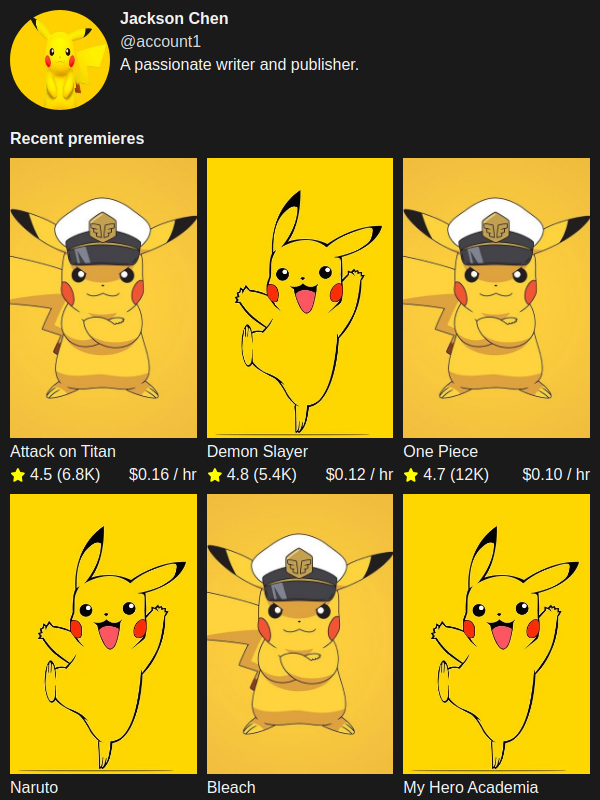 Jackson Chen
@account1
A passionate writer and publisher.
Recent premieres
Attack on Titan
4.5 (6.8K) $0.16 / hr
Demon Slayer
4.8 (5.4K) $0.12 / hr
One Piece
4.7 (12K) $0.10 / hr
Naruto
Bleach
My Hero Academia